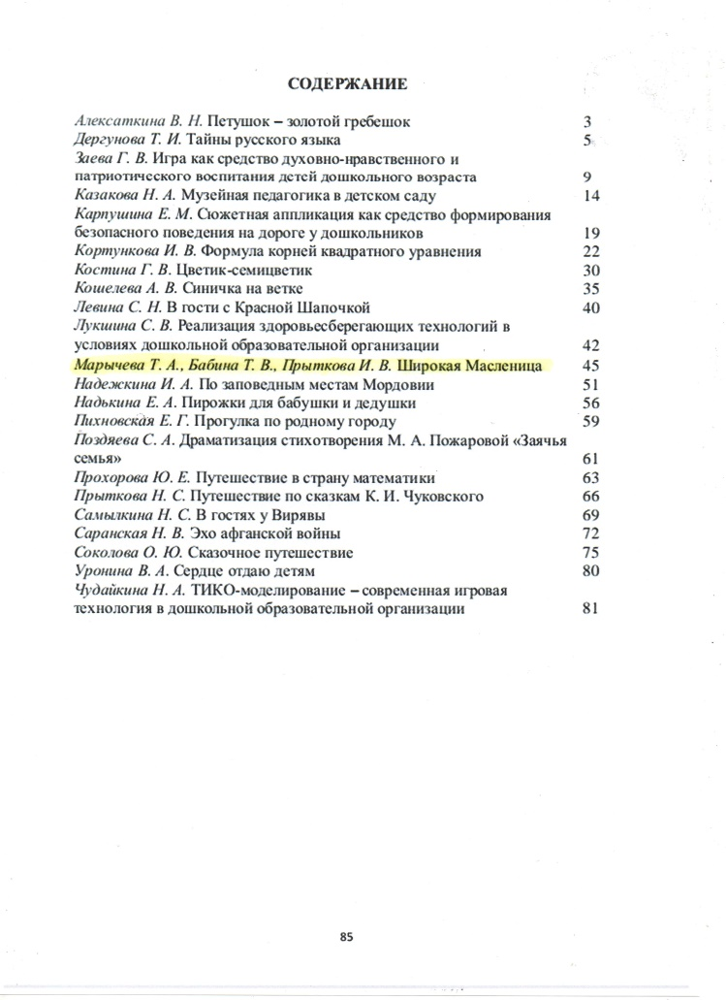 СОДЕРЖАНИЕ
Алексаткина В. Н. Петушок – золотой гребешок 3
Дергунова Т. И. Тайны русского языка 5
Заева Г. В. Игра как средство духовно-нравственного и
патриотического воспитания детей дошкольного возраста 9
Казакова Н. А. Музейная педагогика в детском саду 14
Карпушина Е. М. Сюжетная аппликация как средство формирования
безопасного поведения на дороге у дошкольников 19
Кортункова И. В. Формула корней квадратного уравнения 22
Костина Г. В. Цветик-семицветик 30
Кошелева А. В. Синичка на ветке 35
Левина С. Н. В гости с Красной Шапочкой 40
Лукшина С. В. Реализация здоровьесберегающих технологий в
условиях дошкольной образовательной организации 42
Марычева Т. А., Бабина Т. В., Прыткова И. В. Широкая Масленица 45
Надежкина И. А. По заповедным местам Мордовии 51
Надькина Е. А. Пирожки для бабушки и дедушки 56
Пихновская Е. Г. Прогулка по родному городу 59
Поздяева С. А. Драматизация стихотворения М. А. Пожаровой «Заячья
семья» 61
Прохорова Ю. Е. Путешествие в страну математики 63
Прыткова Н. С. Путешествие по сказкам К. И. Чуковского 66
Самылкина Н. С. В гостях у Вирявы 69
Саранская Н. В. Эхо афганской войны 72
Соколова О. Ю. Сказочное путешествие 75
Уронина В. А. Сердце отдаю детям 80
Чудайкина Н. А. ТИКО-моделирование – современная игровая
технология в дошкольной образовательной организации 81
85